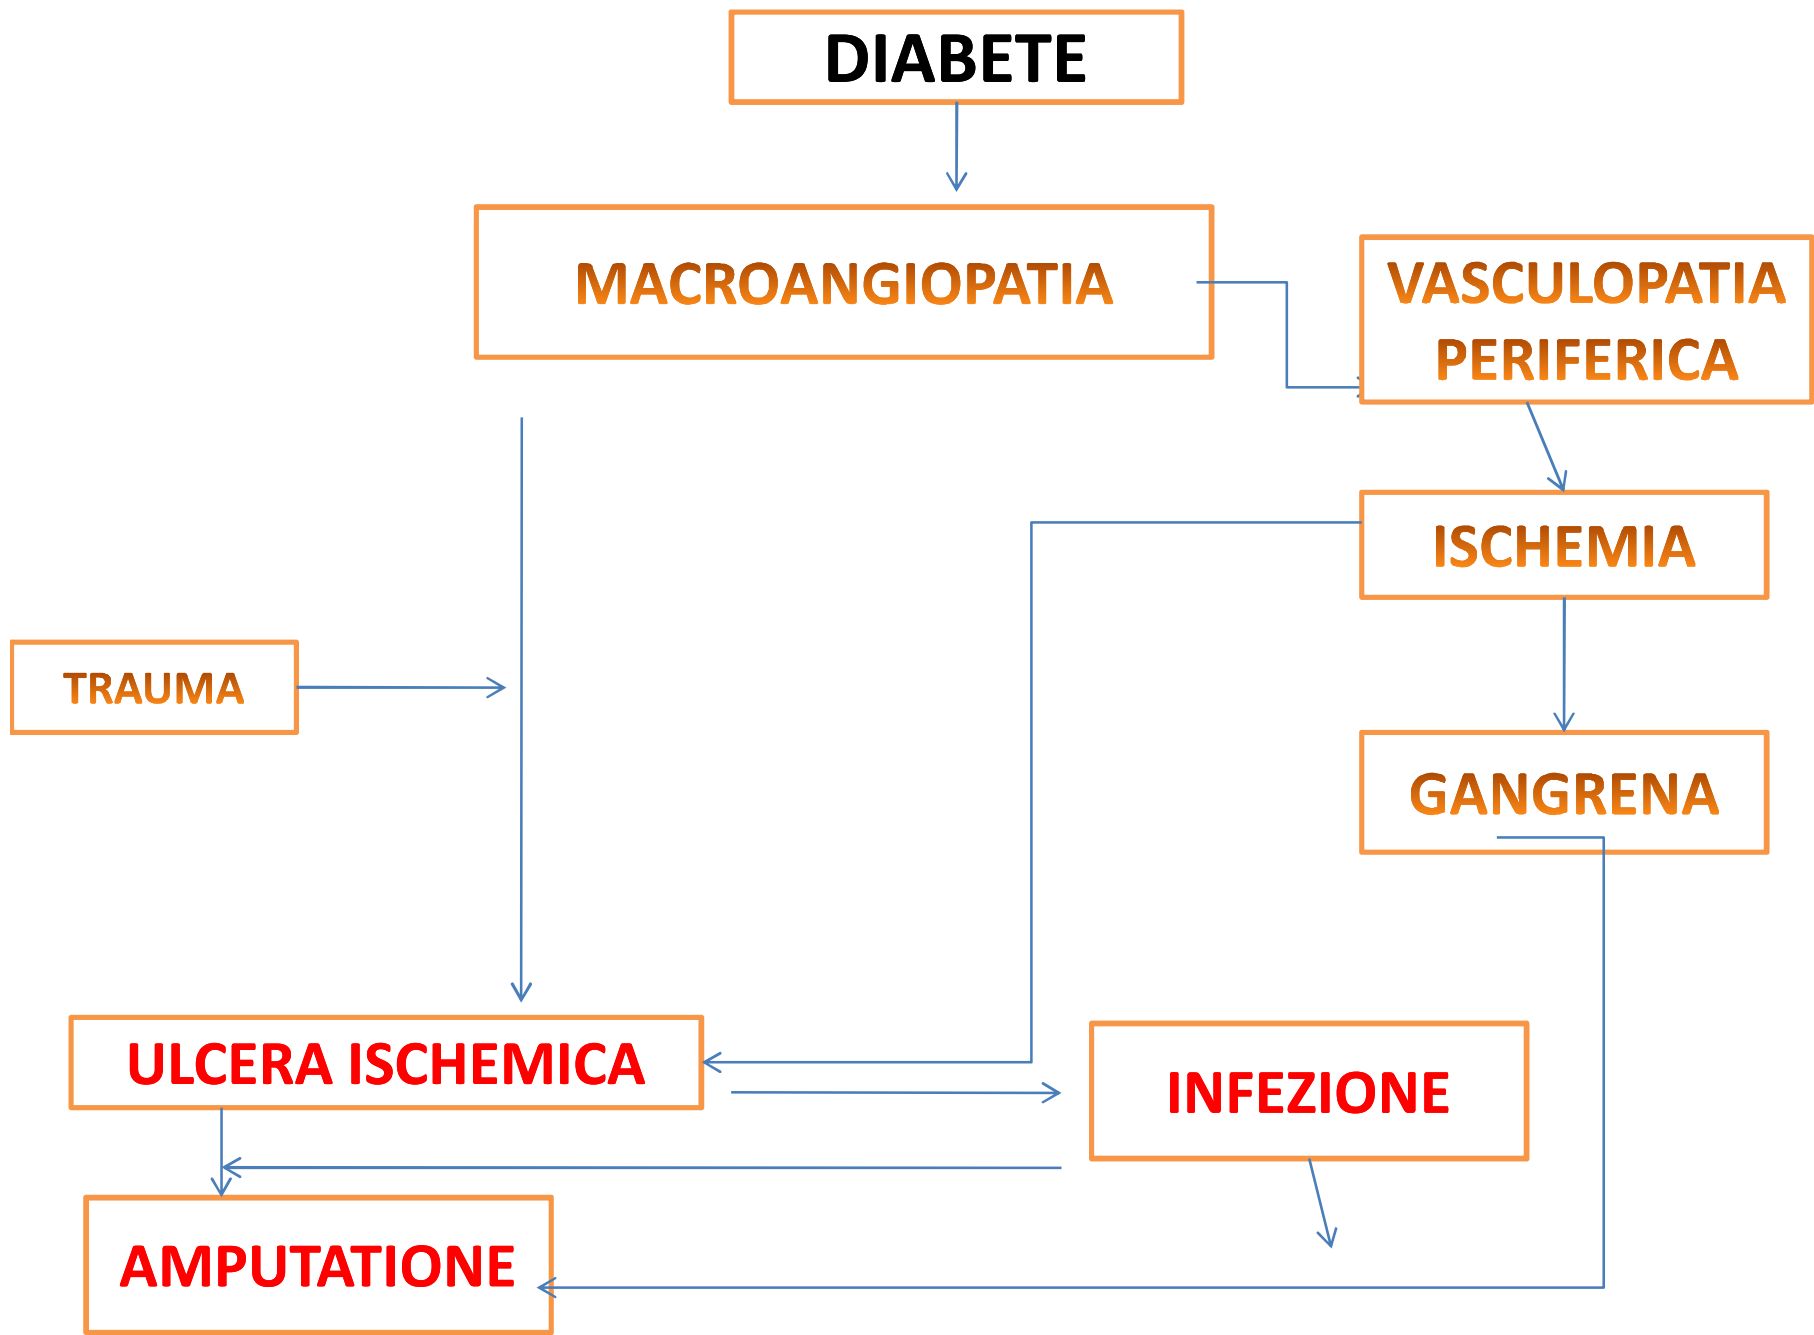 DIABETE
MACROANGIOPATIA
VASCULOPATIA
PERIFERICA
ISCHEMIA
TRAUMA
GANGRENA
ULCERA ISCHEMICA
INFEZIONE
AMPUTATIONE